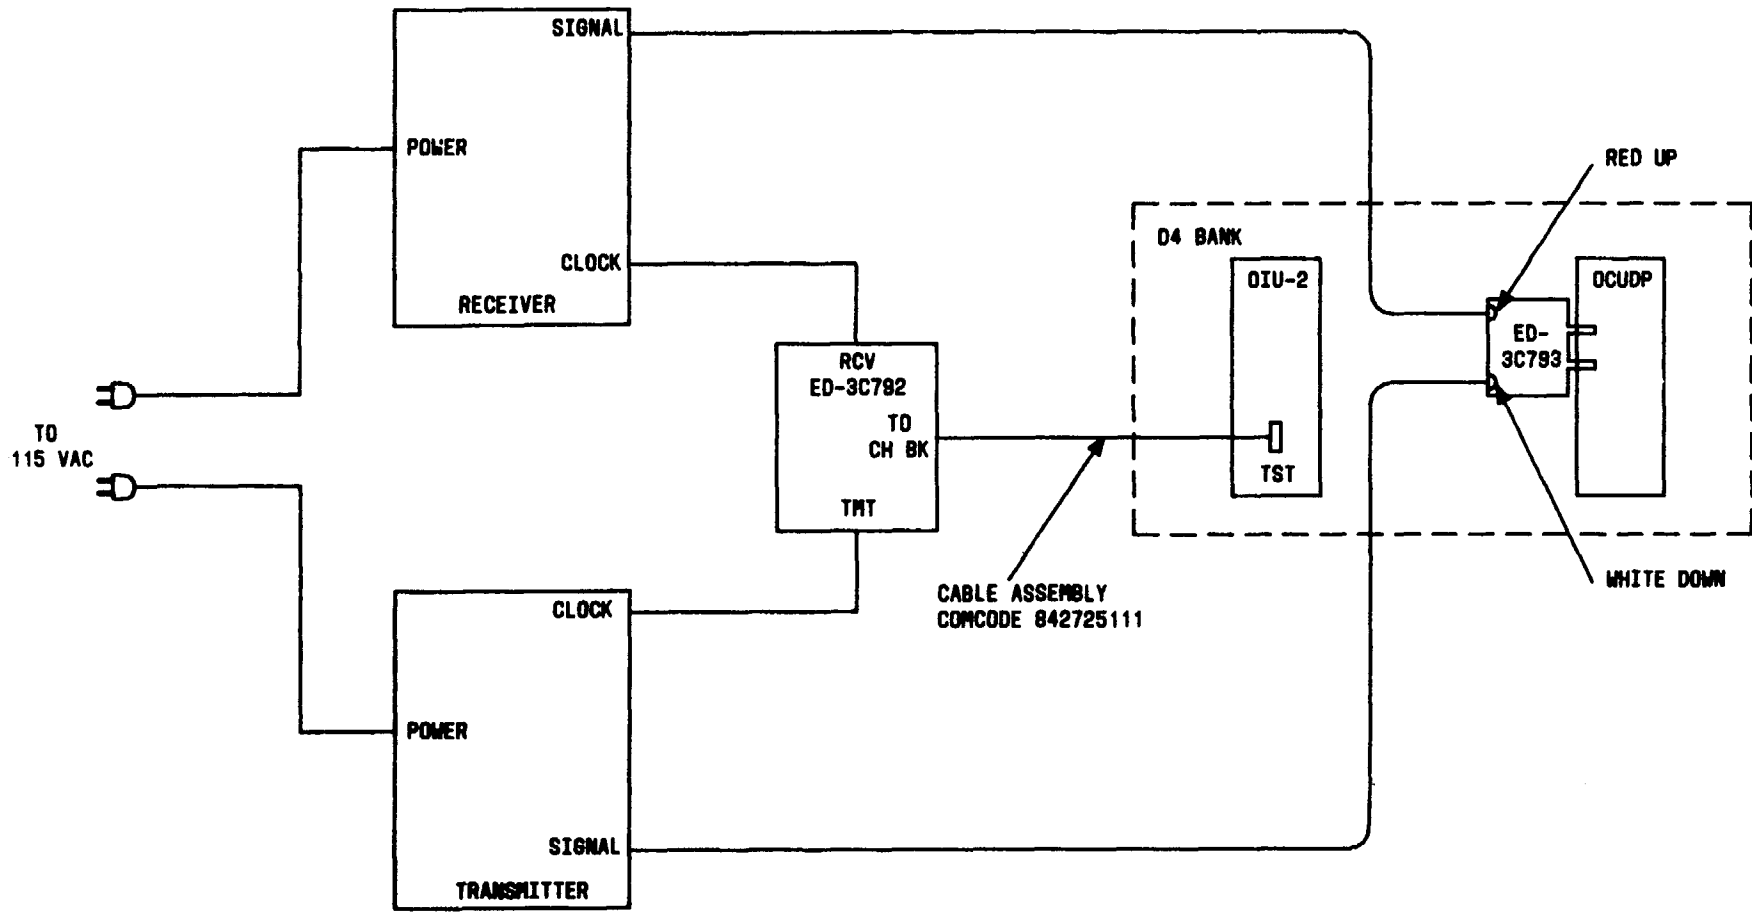 SIGNAL
POWER
CLOCK
RECEIVER
RED UP
D4 BANK
OIU-2
OCUDP
ED-
3C793
RCV
ED-3C792
TO
CH BK
TMT
TST
TO
115 VAC
CABLE ASSEMBLY
COMCODE 842725111
WHITE DOWN
CLOCK
POWER
SIGNAL
TRANSMITTER